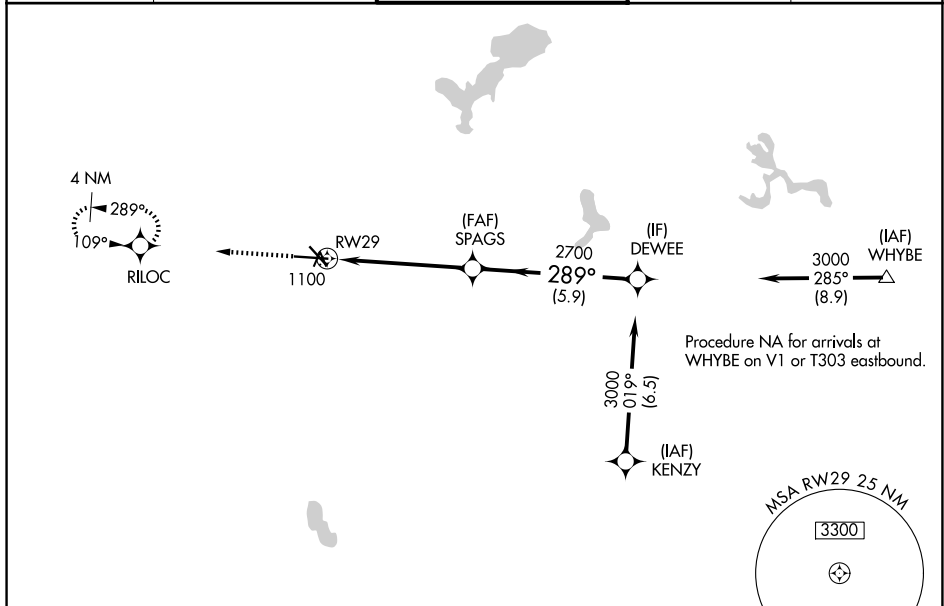 4 NM
289°
109°
RILOC
RW29
1100
(FAF)
SPAGS
2700
289°
(5.9)
(IF)
DEWEE
(IAF)
WHYBE
3000
285°
(8.9)
Procedure NA for arrivals at
WHYBE on V1 or T303 eastbound.
3000
019°
(6.5)
(IAF)
KENZY
MSA RW29 25 NM
3300